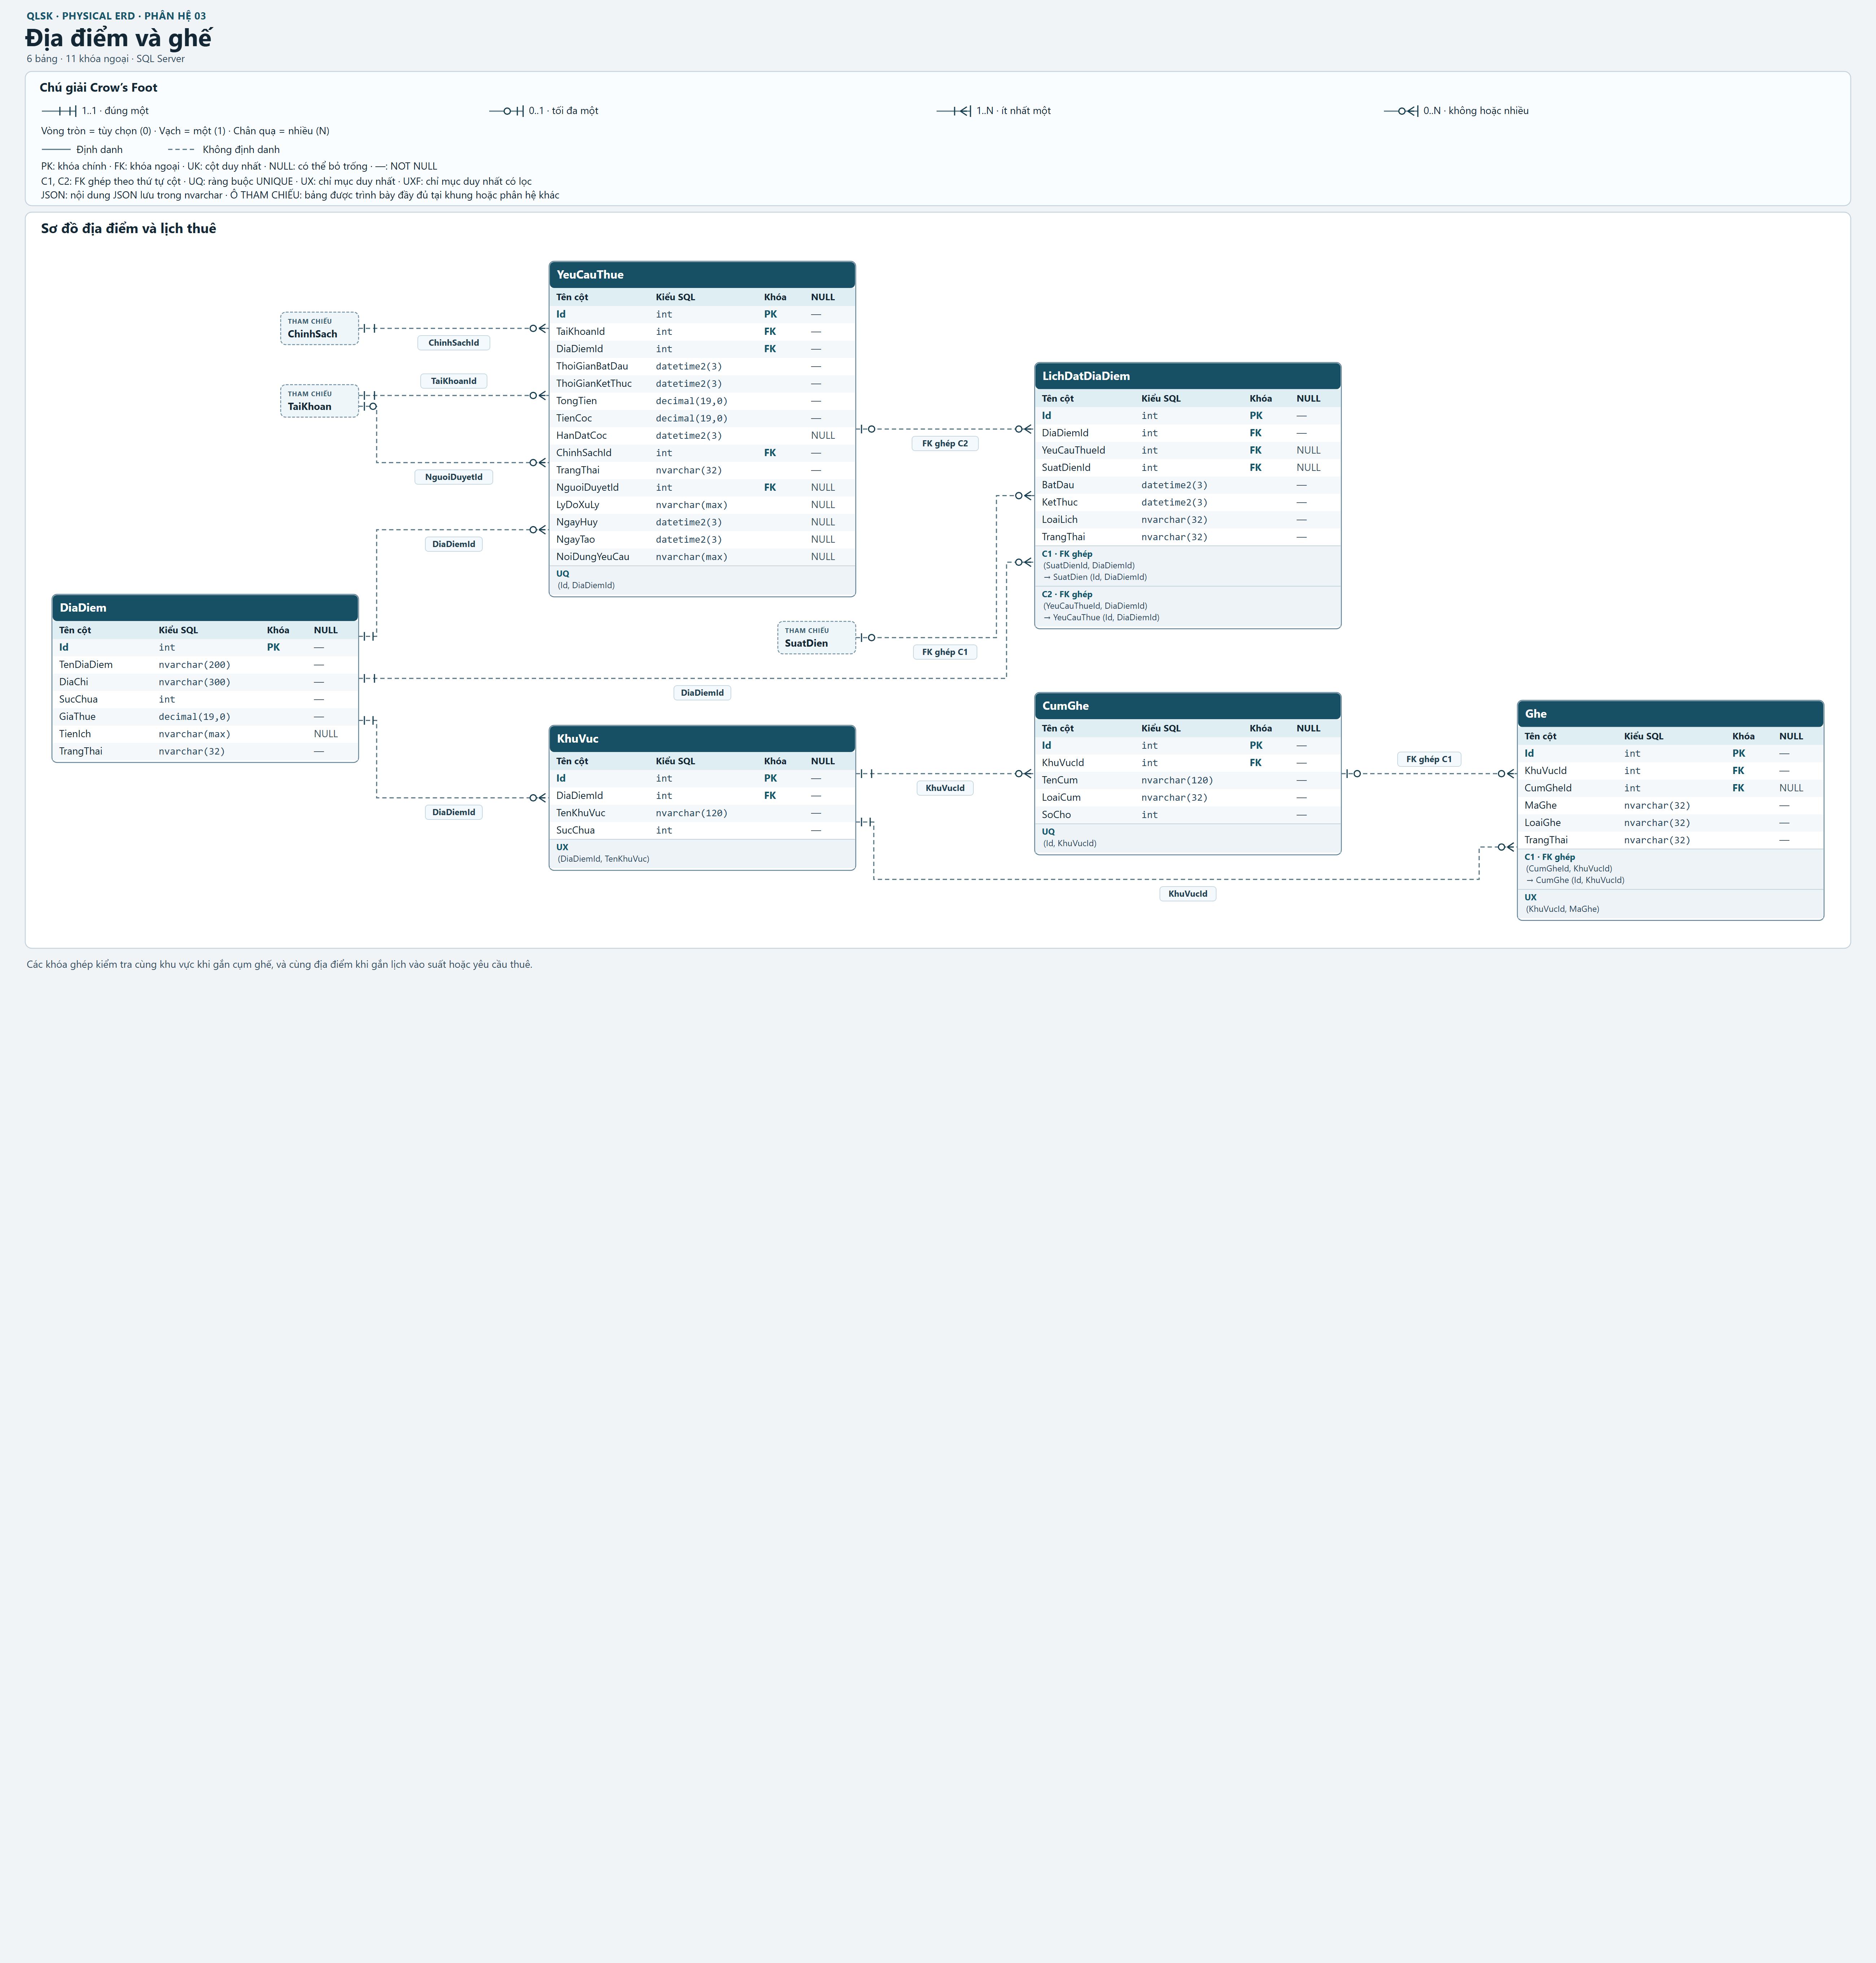 QLSK · PHYSICAL ERD · PHÂN HỆ 03
Địa điểm và ghế
6 bảng · 11 khóa ngoại · SQL Server
Chú giải Crow’s Foot
1..1 · đúng một
0..1 · tối đa một
1..N · ít nhất một
0..N · không hoặc nhiều
Vòng tròn = tùy chọn (0) · Vạch = một (1) · Chân quạ = nhiều (N)
Định danh
Không định danh
PK: khóa chính · FK: khóa ngoại · UK: cột duy nhất · NULL: có thể bỏ trống · —: NOT NULL
C1, C2: FK ghép theo thứ tự cột · UQ: ràng buộc UNIQUE · UX: chỉ mục duy nhất · UXF: chỉ mục duy nhất có lọc
JSON: nội dung JSON lưu trong nvarchar · Ô THAM CHIẾU: bảng được trình bày đầy đủ tại khung hoặc phân hệ khác
Sơ đồ địa điểm và lịch thuê
THAM CHIẾU
ChinhSach
ChinhSachId
THAM CHIẾU
TaiKhoan
TaiKhoanId
NguoiDuyetId
DiaDiemId
YeuCauThue
Tên cột Kiểu SQL Khóa NULL
Id int PK —
TaiKhoanId int FK —
DiaDiemId int FK —
ThoiGianBatDau datetime2(3) —
ThoiGianKetThuc datetime2(3) —
TongTien decimal(19,0) —
TienCoc decimal(19,0) —
HanDatCoc datetime2(3) NULL
ChinhSachId int FK —
TrangThai nvarchar(32) —
NguoiDuyetId int FK NULL
LyDoXuLy nvarchar(max) NULL
NgayHuy datetime2(3) NULL
NgayTao datetime2(3) NULL
NoiDungYeuCau nvarchar(max) NULL
UQ
(Id, DiaDiemId)
FK ghép C2
LichDatDiaDiem
Tên cột Kiểu SQL Khóa NULL
Id int PK —
DiaDiemId int FK —
YeuCauThueId int FK NULL
SuatDienId int FK NULL
BatDau datetime2(3) —
KetThuc datetime2(3) —
LoaiLich nvarchar(32) —
TrangThai nvarchar(32) —
C1 · FK ghép
(SuatDienId, DiaDiemId)
→ SuatDien (Id, DiaDiemId)
C2 · FK ghép
(YeuCauThueId, DiaDiemId)
→ YeuCauThue (Id, DiaDiemId)
THAM CHIẾU
SuatDien
FK ghép C1
DiaDiemId
DiaDiem
Tên cột Kiểu SQL Khóa NULL
Id int PK —
TenDiaDiem nvarchar(200) —
DiaChi nvarchar(300) —
SucChua int —
GiaThue decimal(19,0) —
TienIch nvarchar(max) NULL
TrangThai nvarchar(32) —
DiaDiemId
KhuVuc
Tên cột Kiểu SQL Khóa NULL
Id int PK —
DiaDiemId int FK —
TenKhuVuc nvarchar(120) —
SucChua int —
UX
(DiaDiemId, TenKhuVuc)
KhuVucId
CumGhe
Tên cột Kiểu SQL Khóa NULL
Id int PK —
KhuVucId int FK —
TenCum nvarchar(120) —
LoaiCum nvarchar(32) —
SoCho int —
UQ
(Id, KhuVucId)
FK ghép C1
KhuVucId
Ghe
Tên cột Kiểu SQL Khóa NULL
Id int PK —
KhuVucId int FK —
CumGheId int FK NULL
MaGhe nvarchar(32) —
LoaiGhe nvarchar(32) —
TrangThai nvarchar(32) —
C1 · FK ghép
(CumGheId, KhuVucId)
→ CumGhe (Id, KhuVucId)
UX
(KhuVucId, MaGhe)
Các khóa ghép kiểm tra cùng khu vực khi gắn cụm ghế, và cùng địa điểm khi gắn lịch vào suất hoặc yêu cầu thuê.